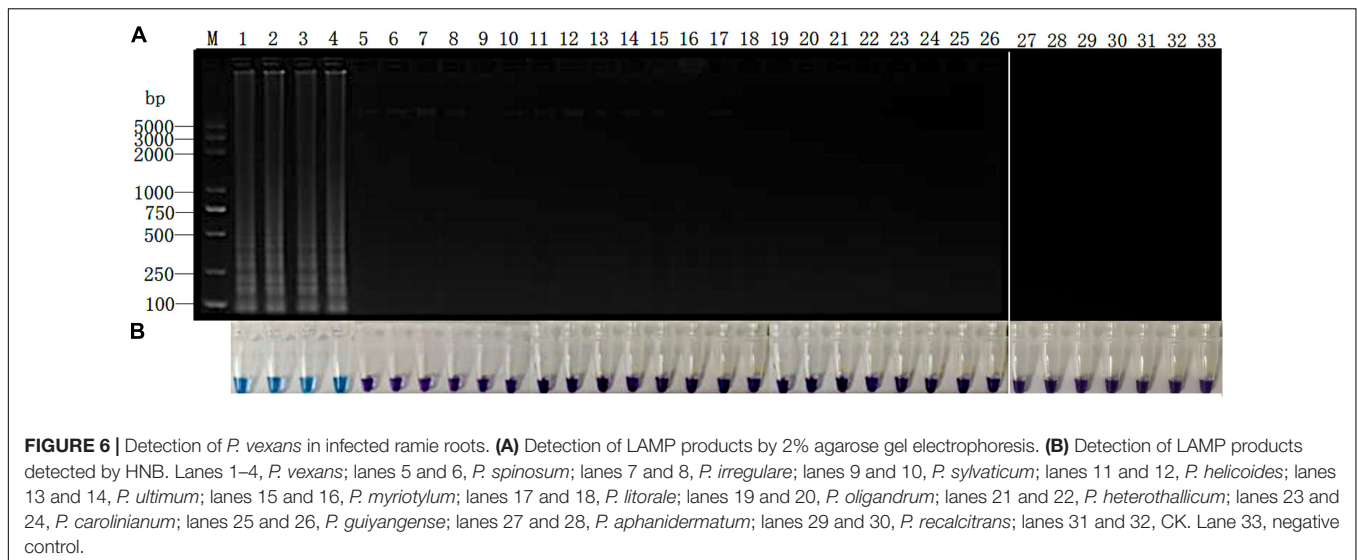 A
M 1 2 3 4 5 6 7 8 9 10 11 12 13 14 15 16 17 18 19 20 21 22 23 24 25 26 27 28 29 30 31 32 33
bp
5000
3000
2000
1000
750
500
250
100
B
FIGURE 6 | Detection of P. vexans in infected ramie roots. (A) Detection of LAMP products by 2% agarose gel electrophoresis. (B) Detection of LAMP products
detected by HNB. Lanes 1–4, P. vexans; lanes 5 and 6, P. spinosum; lanes 7 and 8, P. irregulare; lanes 9 and 10, P. sylvaticum; lanes 11 and 12, P. helicoides; lanes
13 and 14, P. ultimum; lanes 15 and 16, P. myriotylum; lanes 17 and 18, P. litorale; lanes 19 and 20, P. oligandrum; lanes 21 and 22, P. heterothallicum; lanes 23 and
24, P. carolinianum; lanes 25 and 26, P. guiyangense; lanes 27 and 28, P. aphanidermatum; lanes 29 and 30, P. recalcitrans; lanes 31 and 32, CK. Lane 33, negative
control.